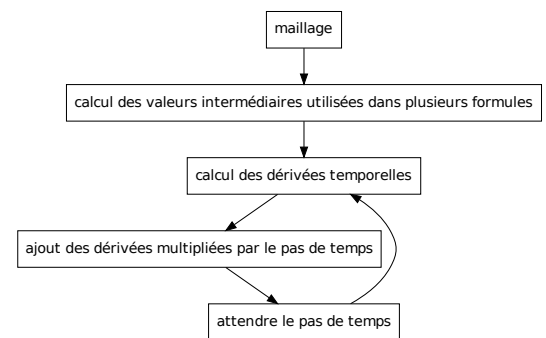 maillage
calcul des valeurs intermédiaires utilisées dans plusieurs formules
calcul des dérivées temporelles
ajout des dérivées multipliées par le pas de temps
attendre le pas de temps